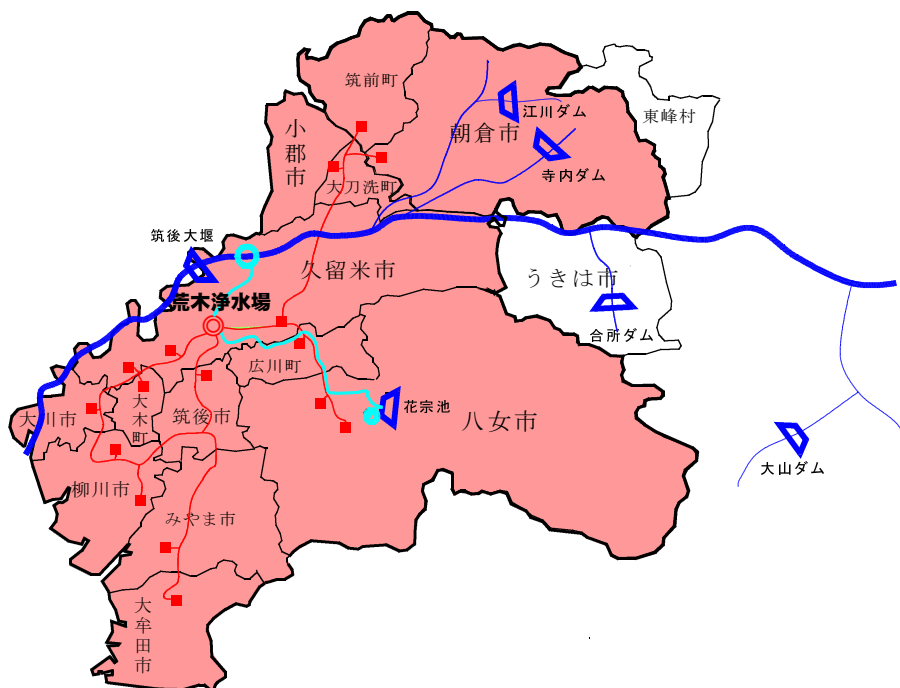 筑前町
江川ダム
東峰村
小郡市
朝倉市
寺内ダム
大刀洗町
筑後大堰
久留米市
うきは市
荒木浄水場
合所ダム
広川町
大木町
花宗池
大川市
筑後市
八女市
大山ダム
柳川市
みやま市
大牟田市